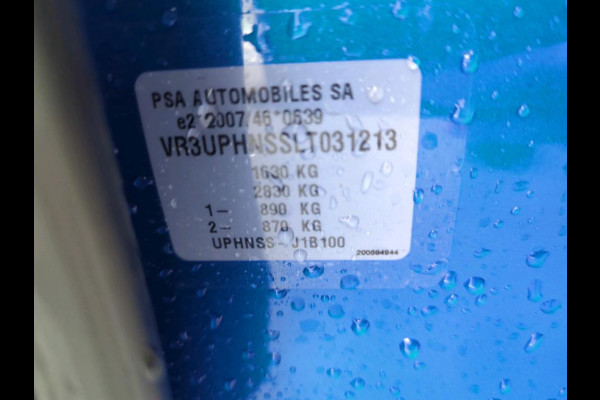 PSA AUTOMOBILES SA
e2*2007/46*0639
VR3UPHNSSLT031213
1630 KG
2830 KG
1– 890 KG
2– 870 KG
UPHNSS – J1B100
200594944